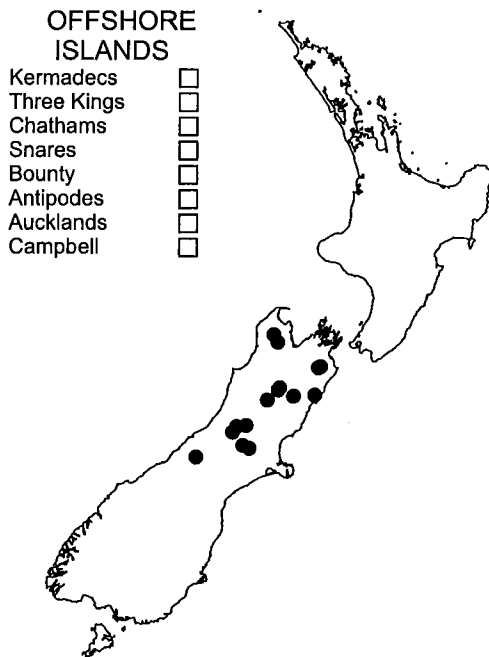 OFFSHORE
ISLANDS
Kermadecs
Three Kings
Chathams
Snares
Bounty
Antipodes
Aucklands
Campbell